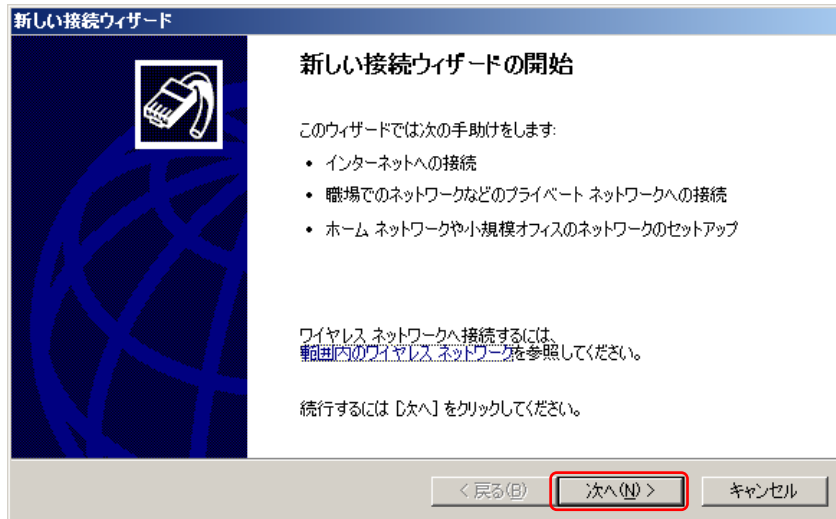 新しい接続ウィザード
新しい接続ウィザードの開始
このウィザードでは次の手助けをします:
• インターネットへの接続
• 職場でのネットワークなどのプライベート ネットワークへの接続
• ホーム ネットワークや小規模オフィスのネットワークのセットアップ
ワイヤレス ネットワークへ接続するには、
範囲内のワイヤレス ネットワークを参照してください。
続行するには [次へ] をクリックしてください。
< 戻る(B)
次へ(N) >
キャンセル